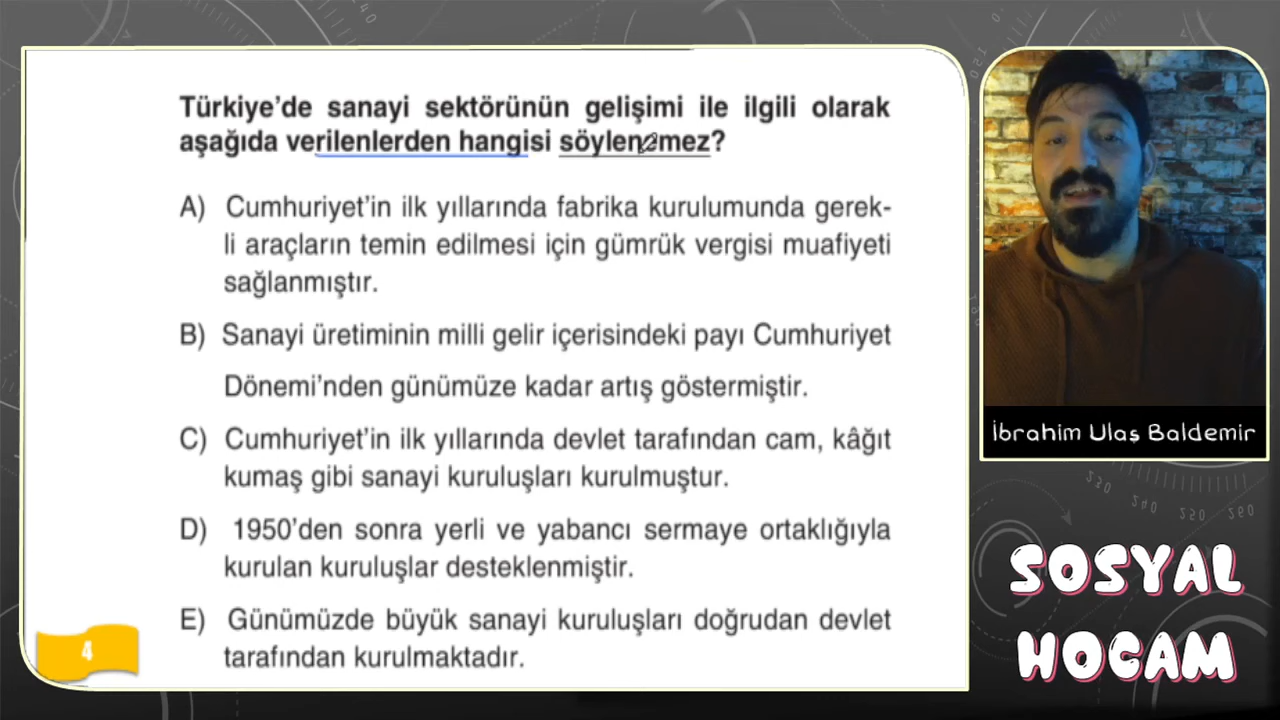 Türkiye'de sanayi sektörünün gelişimi ile ilgili olarak
aşağıda verilenlerden hangisi söylenemez?
A) Cumhuriyet'in ilk yıllarında fabrika kurulumunda gerek-
li araçların temin edilmesi için gümrük vergisi muafiyeti
sağlanmıştır.
B) Sanayi üretiminin milli gelir içerisindeki payı Cumhuriyet
Dönemi'nden günümüze kadar artış göstermiştir.
C) Cumhuriyet'in ilk yıllarında devlet tarafından cam, kâğıt
kumaş gibi sanayi kuruluşları kurulmuştur.
D) 1950'den sonra yerli ve yabancı sermaye ortaklığıyla
kurulan kuruluşlar desteklenmiştir.
E) Günümüzde büyük sanayi kuruluşları doğrudan devlet
tarafından kurulmaktadır.
4
İbrahim Ulaş Baldemir
230 240 250 260
SOSYAL
HOCAM